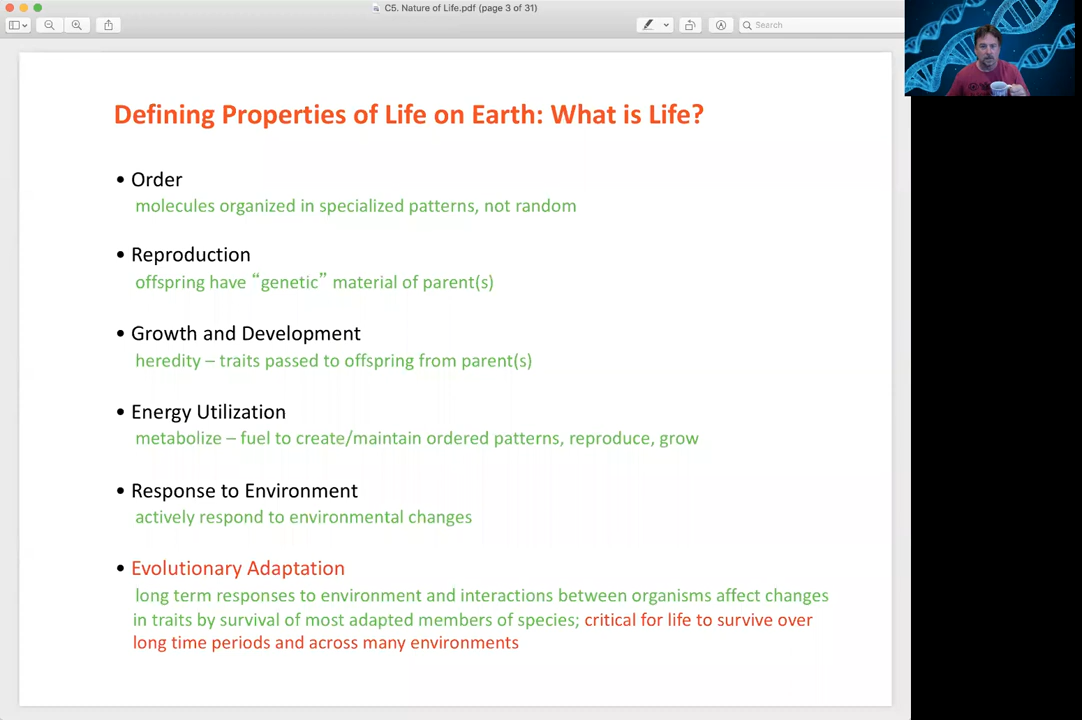 C5. Nature of Life.pdf (page 3 of 31)
Search
Defining Properties of Life on Earth: What is Life?
• Order
molecules organized in specialized patterns, not random
• Reproduction
offspring have “genetic” material of parent(s)
• Growth and Development
heredity – traits passed to offspring from parent(s)
• Energy Utilization
metabolize – fuel to create/maintain ordered patterns, reproduce, grow
• Response to Environment
actively respond to environmental changes
• Evolutionary Adaptation
long term responses to environment and interactions between organisms affect changes
in traits by survival of most adapted members of species; critical for life to survive over
long time periods and across many environments